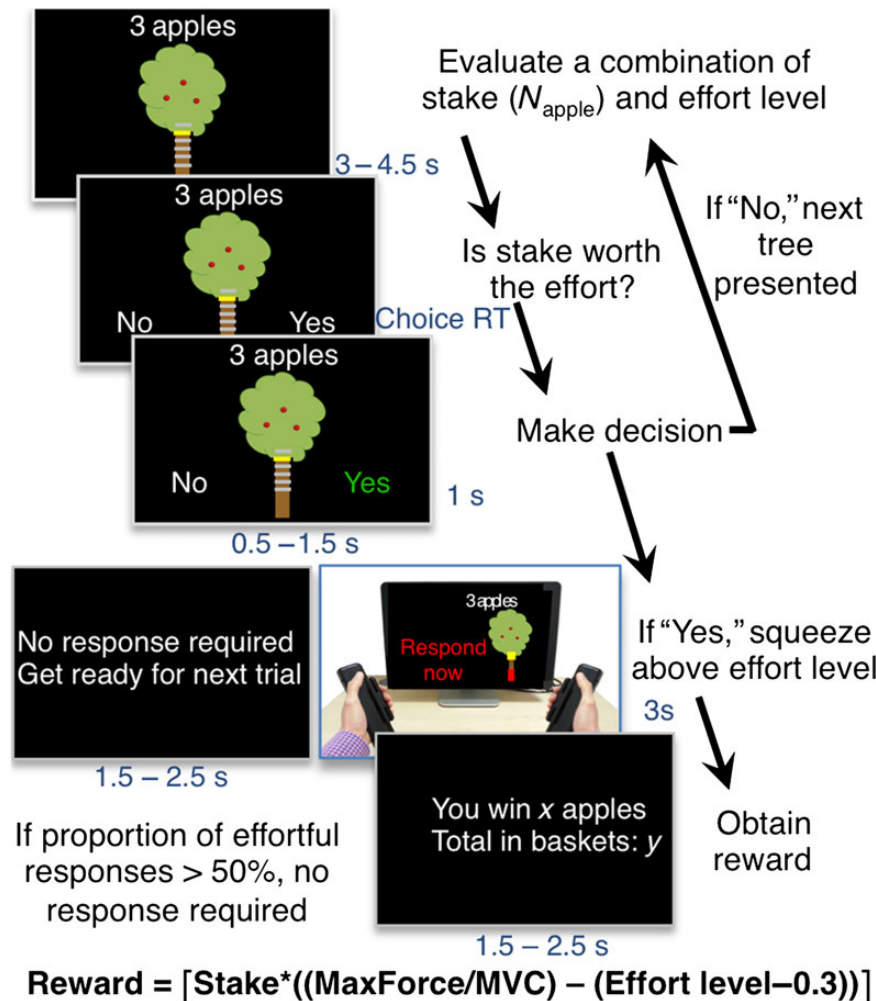 3 apples
3 – 4.5 s
3 apples
No Yes
Choice RT
3 apples
No Yes
1 s
0.5 – 1.5 s
No response required
Get ready for next trial
1.5 – 2.5 s
If proportion of effortful
responses > 50%, no
response required
3 apples
Respond
now
3s
You win x apples
Total in baskets: y
1.5 – 2.5 s
Evaluate a combination of
stake (Napple) and effort level
Is stake worth
the effort?
If “No,” next
tree
presented
Make decision
If “Yes,” squeeze
above effort level
Obtain
reward
Reward = ⌈Stake*((MaxForce/MVC) – (Effort level–0.3))⌉